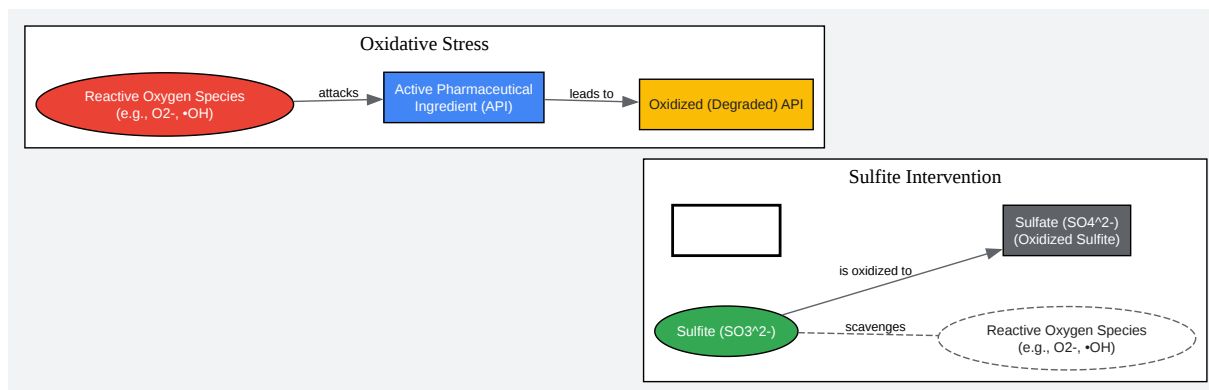 Oxidative Stress
Reactive Oxygen Species
(e.g., O2-, •OH)
attacks
Active Pharmaceutical
Ingredient (API)
leads to
Oxidized (Degraded) API
Sulfite Intervention
Sulfate (SO4^2-)
(Oxidized Sulfite)
is oxidized to
Sulfite (SO3^2-)
scavenges
Reactive Oxygen Species
(e.g., O2-, •OH)